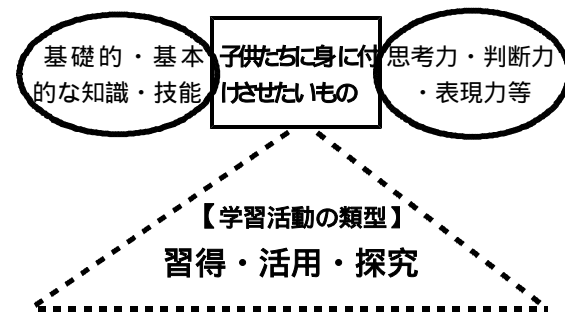 基礎的・基本
的な知識・技能
子供たちに身に付
けさせたいもの
思考力・判断力
・表現力等
【学習活動の類型】
習得・活用・探究